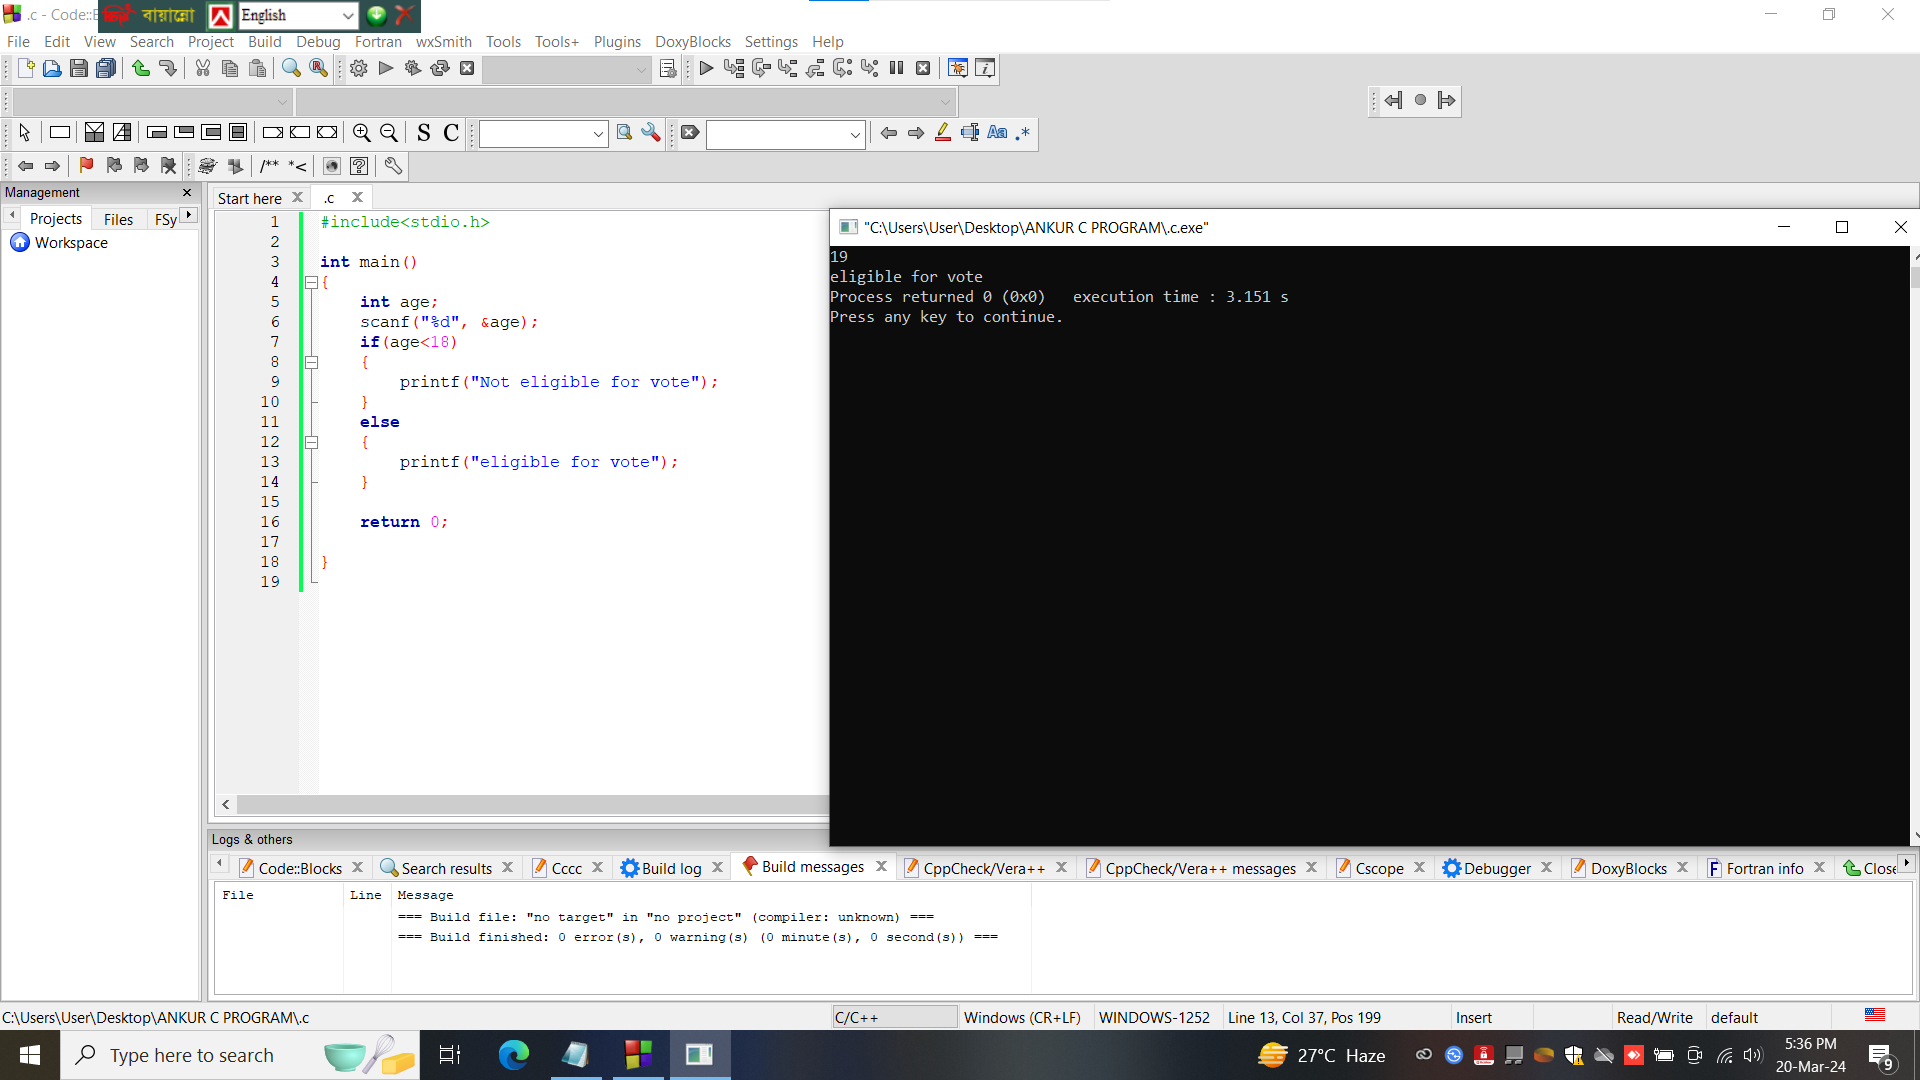 .c - Code::B
বায়ান্নো
English
File Edit View Search Project Build Debug Fortran wxSmith Tools Tools+ Plugins DoxyBlocks Settings Help
S C
Aa .*
/** *<
Management
Projects Files FSy
Workspace
Start here .c
1 #include<stdio.h>
2
3 int main()
4 {
5 int age;
6 scanf("%d", &age);
7 if(age<18)
8 {
9 printf("Not eligible for vote");
10 }
11 else
12 {
13 printf("eligible for vote");
14 }
15
16 return 0;
17
18 }
19
"C:\Users\User\Desktop\ANKUR C PROGRAM\.c.exe"
19
eligible for vote
Process returned 0 (0x0) execution time : 3.151 s
Press any key to continue.
Logs & others
Code::Blocks Search results Cccc Build log Build messages CppCheck/Vera++ CppCheck/Vera++ messages Cscope Debugger DoxyBlocks Fortran info Close
File Line Message
=== Build file: "no target" in "no project" (compiler: unknown) ===
=== Build finished: 0 error(s), 0 warning(s) (0 minute(s), 0 second(s)) ===
C:\Users\User\Desktop\ANKUR C PROGRAM\.c C/C++ Windows (CR+LF) WINDOWS-1252 Line 13, Col 37, Pos 199 Insert Read/Write default
Type here to search
27°C Haze
5:36 PM
20-Mar-24
9